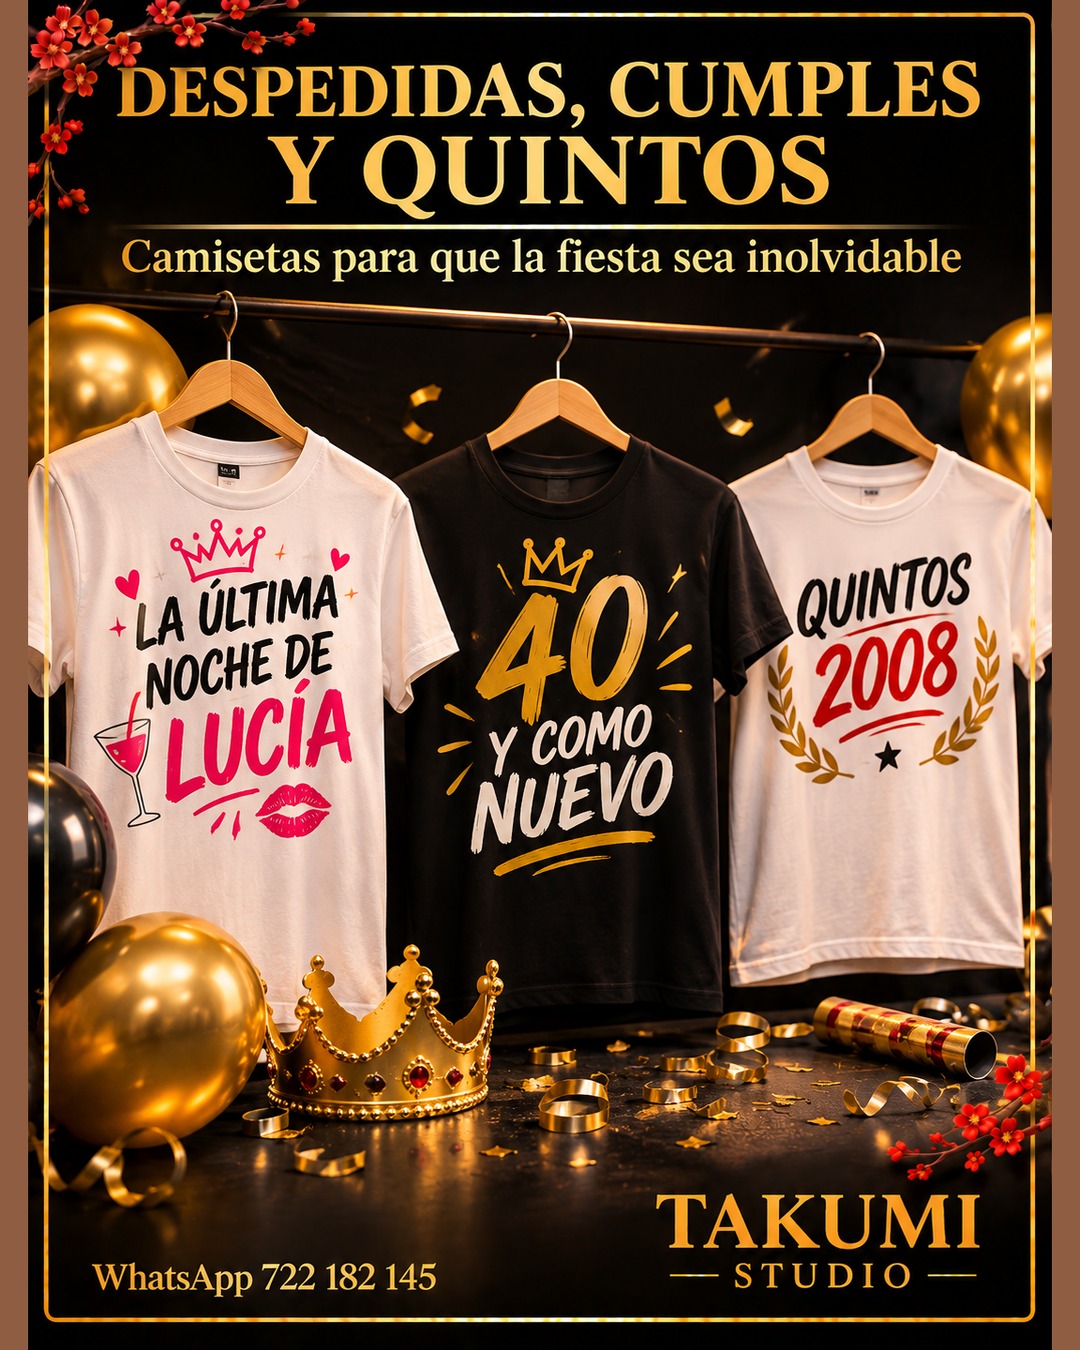 DESPEDIDAS, CUMPLES
Y QUINTOS
Camisetas para que la fiesta sea inolvidable
LA ÚLTIMA
NOCHE DE
LUCÍA
40
Y COMO
NUEVO
QUINTOS
2008
WhatsApp 722 182 145
TAKUMI
STUDIO